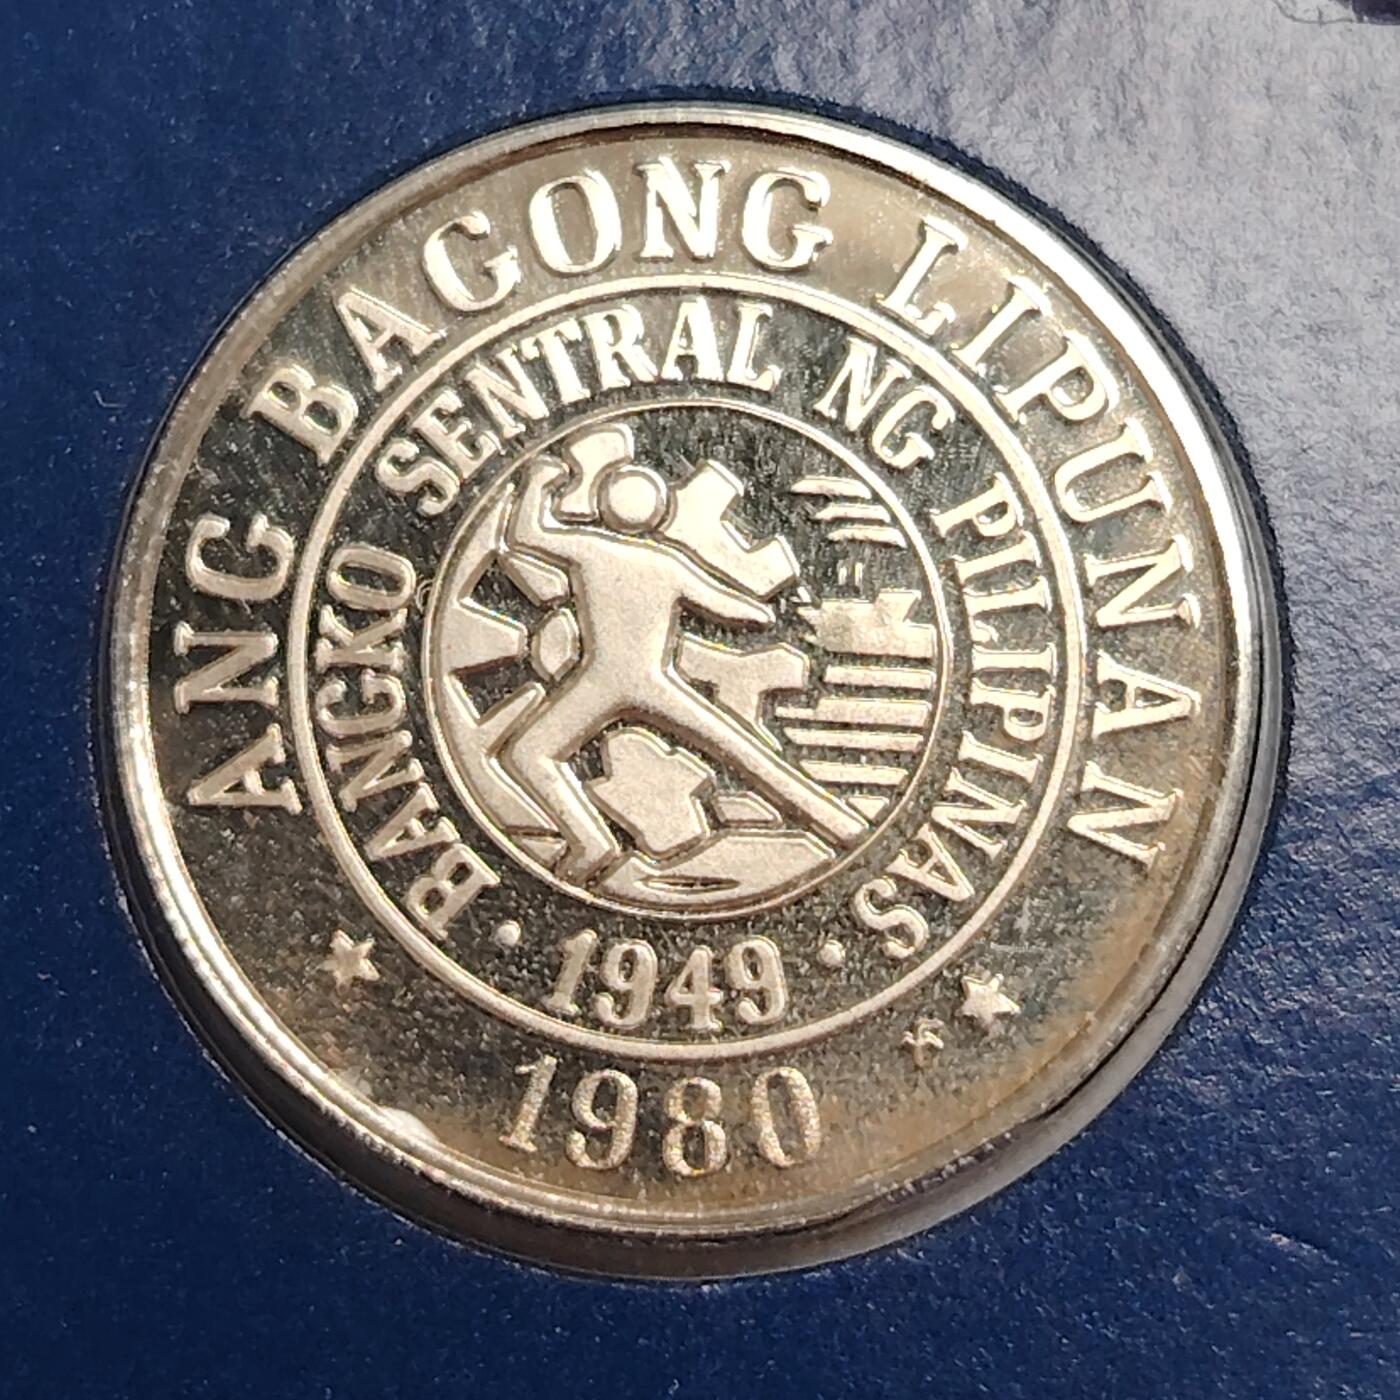 ANG BAGONG LIPUNAN
BANGKO SENTRAL NG PILIPINAS
· 1949 ·
1980